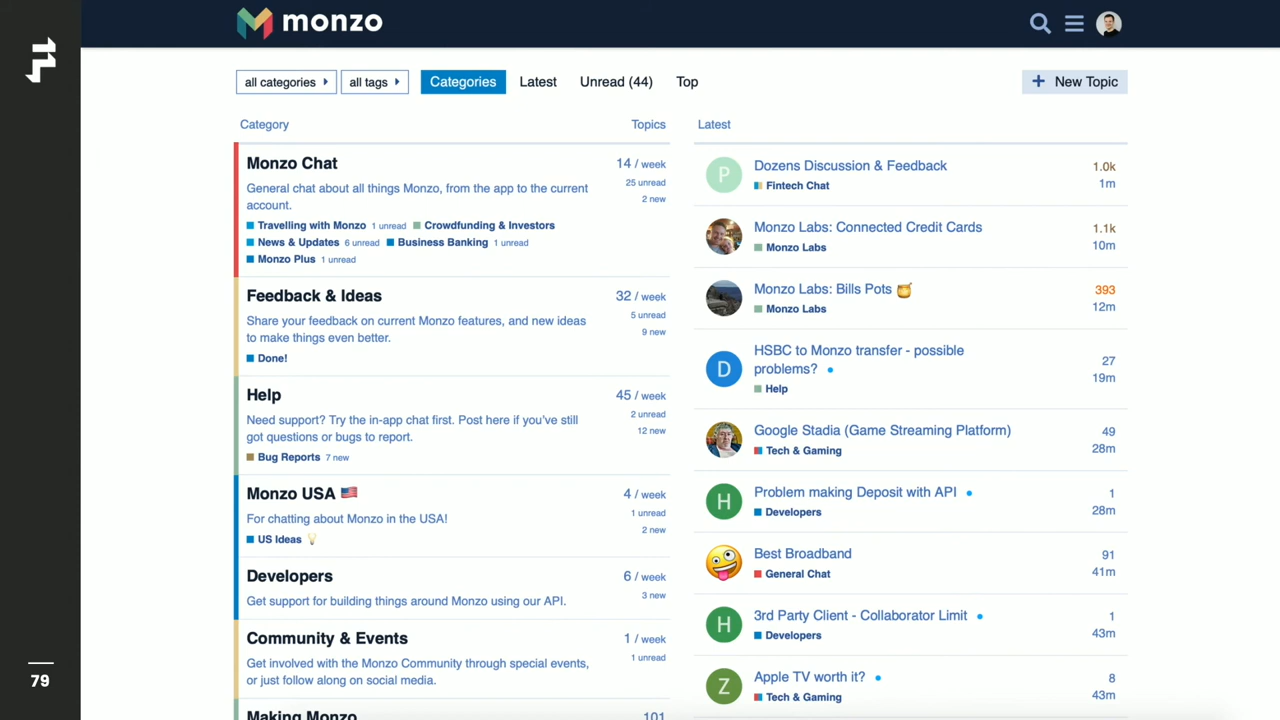 monzo
all categories
all tags
Categories
Latest
Unread (44)
Top
+ New Topic
Category
Topics
Monzo Chat
14 / week
General chat about all things Monzo, from the app to the current
25 unread
account.
2 new
Travelling with Monzo 1 unread Crowdfunding & Investors
News & Updates 6 unread Business Banking 1 unread
Monzo Plus 1 unread
Feedback & Ideas
32 / week
Share your feedback on current Monzo features, and new ideas
5 unread
to make things even better.
9 new
Done!
Help
45 / week
Need support? Try the in-app chat first. Post here if you've still
2 unread
got questions or bugs to report.
12 new
Bug Reports 7 new
Monzo USA 🇺🇸
4 / week
For chatting about Monzo in the USA!
1 unread
2 new
US Ideas 💡
Developers
6 / week
Get support for building things around Monzo using our API.
3 new
Community & Events
1 / week
Get involved with the Monzo Community through special events,
1 unread
or just follow along on social media.
Making Monzo
101
Latest
P
Dozens Discussion & Feedback
1.0k
Fintech Chat
1m
Monzo Labs: Connected Credit Cards
1.1k
Monzo Labs
10m
Monzo Labs: Bills Pots 🍯
393
Monzo Labs
12m
D
HSBC to Monzo transfer - possible
problems?
27
Help
19m
Google Stadia (Game Streaming Platform)
49
Tech & Gaming
28m
H
Problem making Deposit with API
1
Developers
28m
Best Broadband
91
General Chat
41m
H
3rd Party Client - Collaborator Limit
1
Developers
43m
Z
Apple TV worth it?
8
Tech & Gaming
43m
79